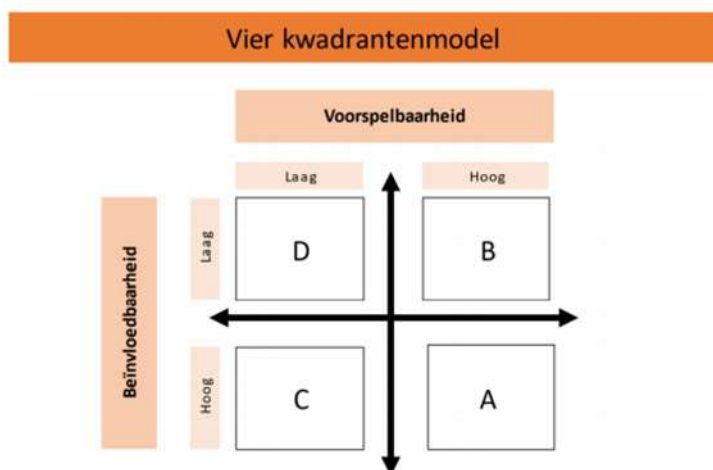 Vier kwadrantenmodel
Voorspelbaarheid
Laag
Hoog
Beïnvloedbaarheid
Laag
D
B
Hoog
C
A